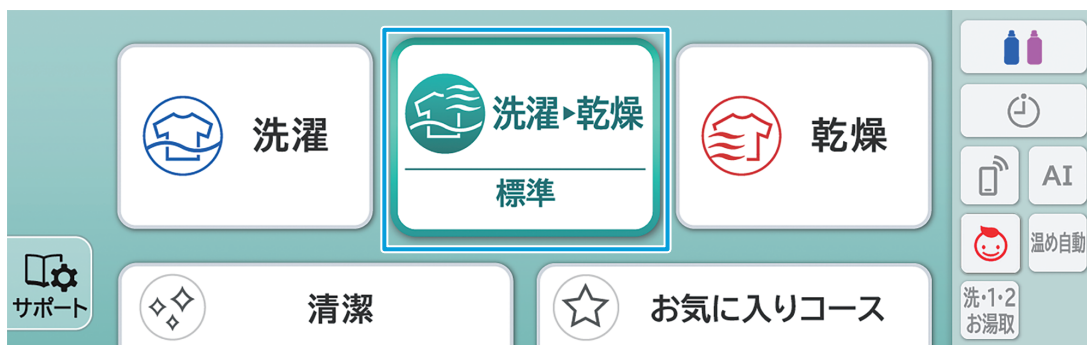 洗濯
洗濯▶乾燥
標準
乾燥
サポート
清潔
お気に入りコース
AI
温め自動
洗・1・2
お湯取